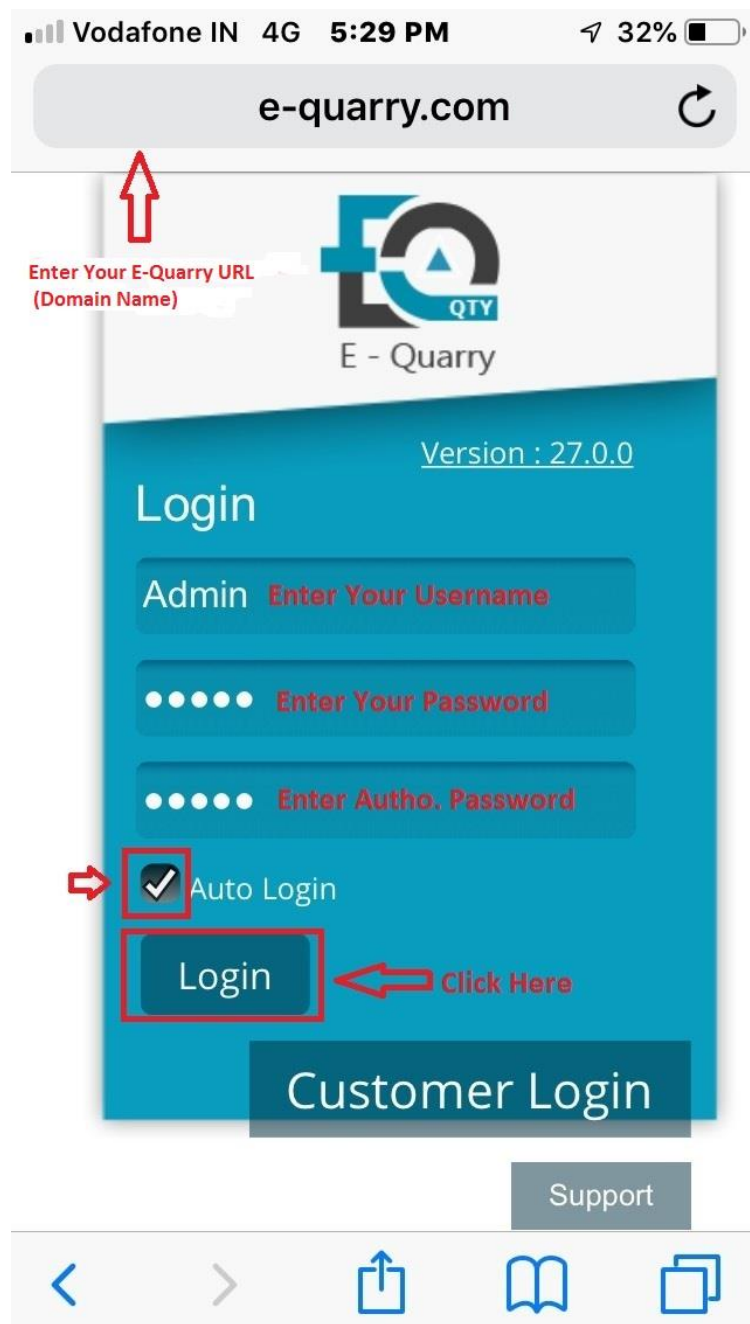 Vodafone IN 4G 5:29 PM 32%
e-quarry.com
Enter Your E-Quarry URL
(Domain Name)
QTY
E - Quarry
Version : 27.0.0
Login
Admin Enter Your Username
••••• Enter Your Password
••••• Enter Autho. Password
Auto Login
Login Click Here
Customer Login
Support